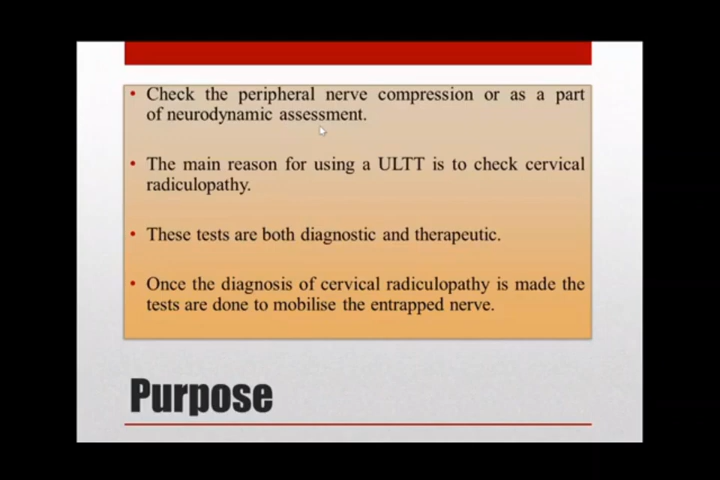 • Check the peripheral nerve compression or as a part
of neurodynamic assessment.
• The main reason for using a ULTT is to check cervical
radiculopathy.
• These tests are both diagnostic and therapeutic.
• Once the diagnosis of cervical radiculopathy is made the
tests are done to mobilise the entrapped nerve.
Purpose